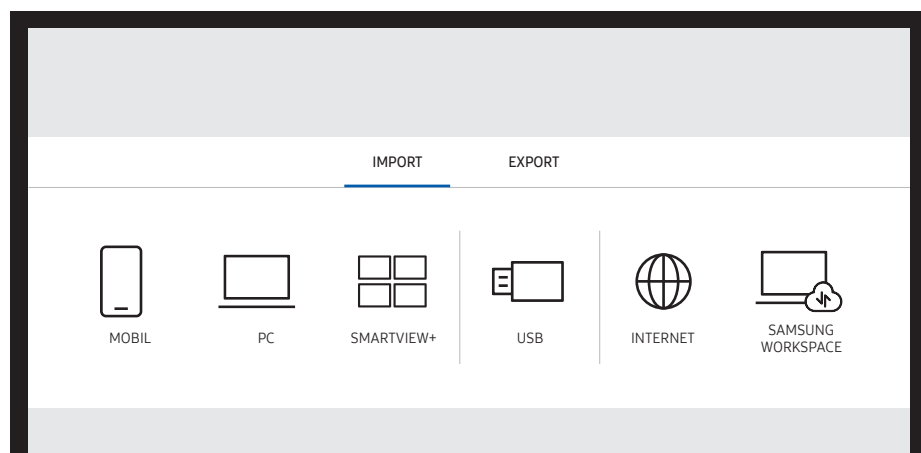 IMPORT EXPORT
MOBIL PC SMARTVIEW+ USB INTERNET SAMSUNG
WORKSPACE